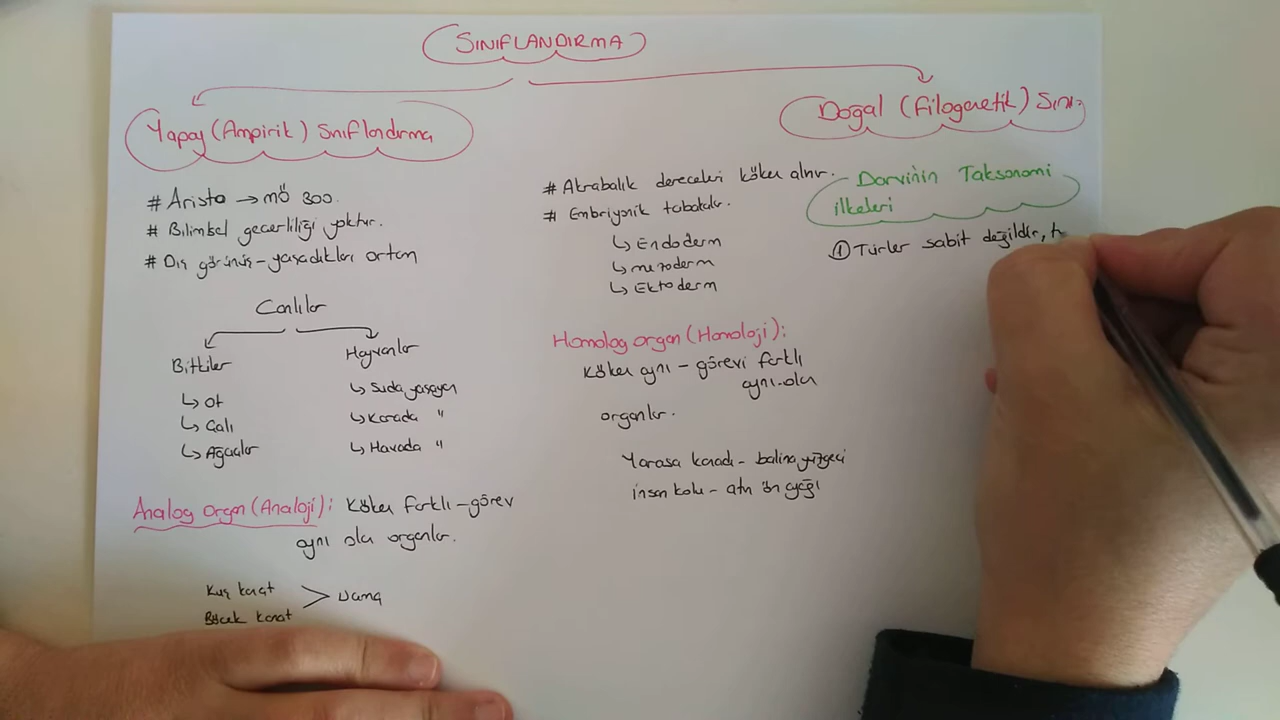 SINIFLANDIRMA
Yapay (Ampirik) Sınıflandırma
# Aristo → mö 300.
# Bilimsel geçerliliği yoktur.
# Dış görünüş - yaşadıkları ortam
Canlılar
Bitkiler
↳ ot
↳ Çalı
↳ Ağaçlar
Hayvanlar
↳ Suda yaşayan
↳ Karada "
↳ Havada "
Analog Organ (Analoji): Köken farklı - görev
aynı olan organlar.
Kuş kanat
Böcek kanat
> Uçma
Doğal (Filogenetik) Sını
# Akrabalık dereceleri köken alınır.
# Embriyonik tabakalar.
↳ Endoderm
↳ mezoderm
↳ Ektoderm
Homolog organ (Homoloji):
Köken aynı - görevi farklı
aynı olan
organlar.
Yarasa kanadı - balina yüzgeci
insan kolu - atın ön ayağı
Darvinin Taksonomi
ilkeleri
① Türler sabit değildir, t